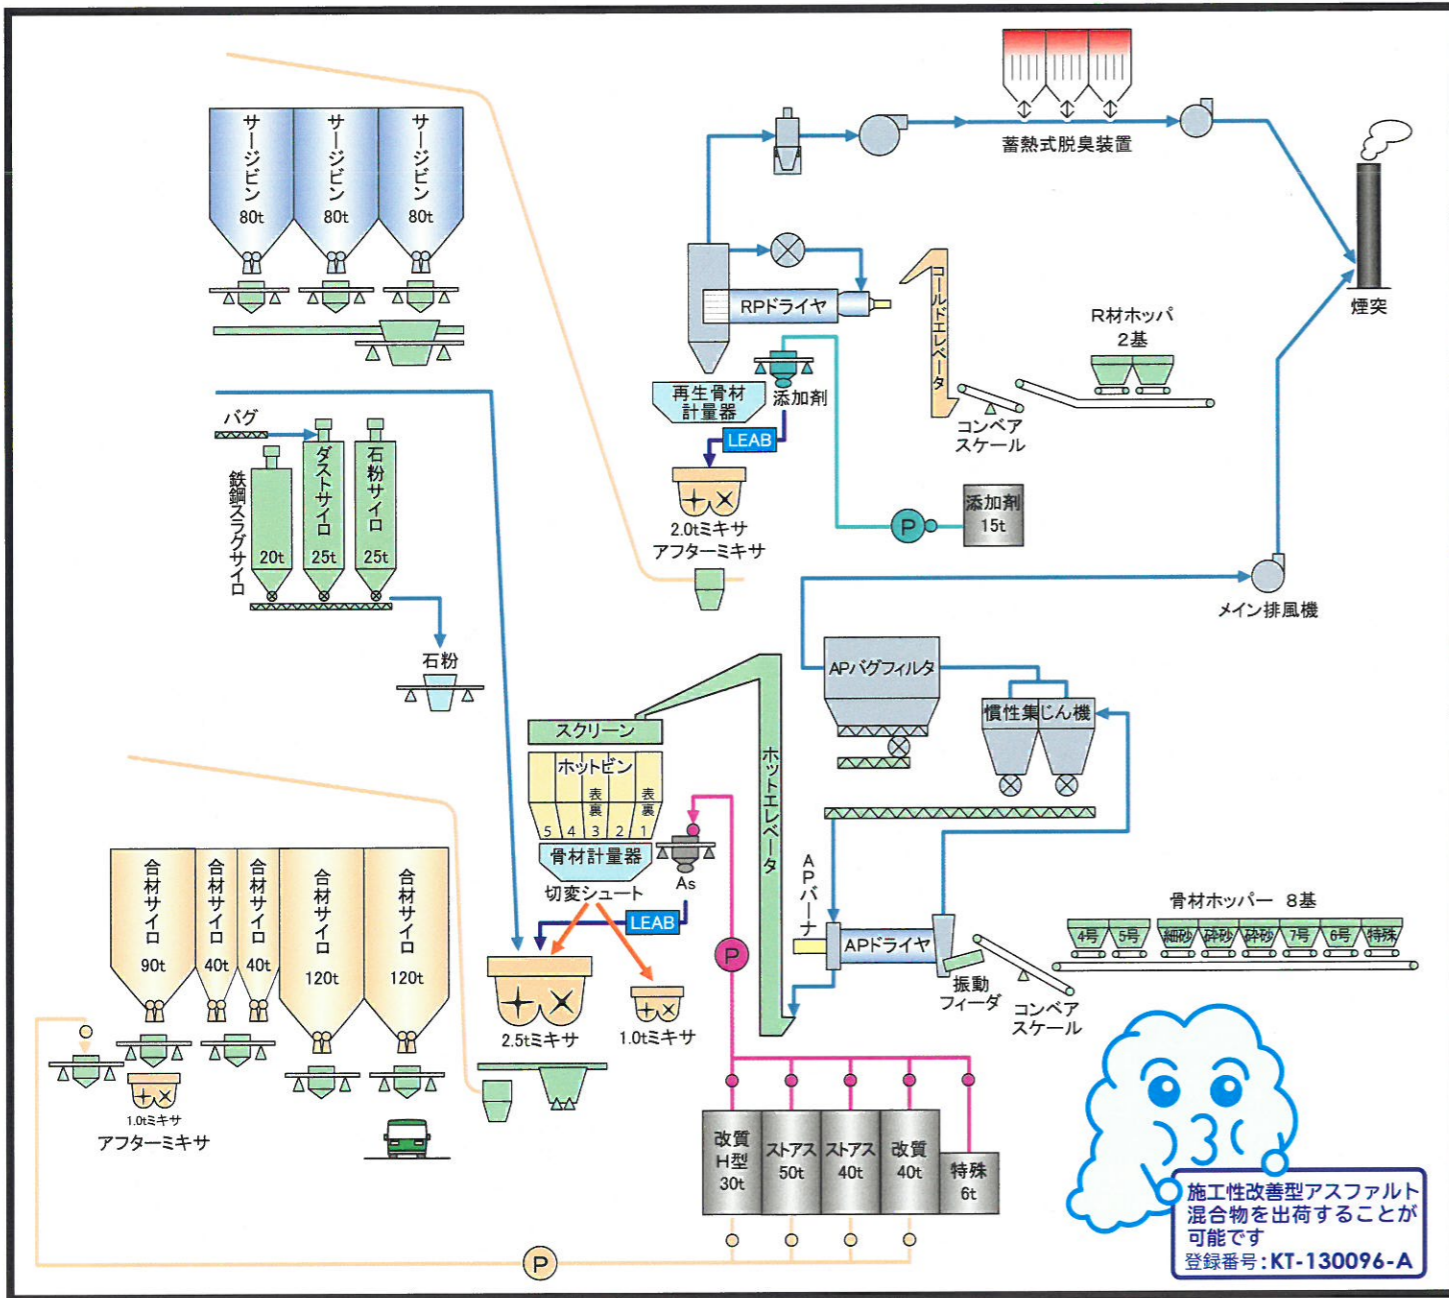 サージビン
80t
サージビン
80t
サージビン
80t
蓄熱式脱臭装置
煙突
RPドライヤ
コールドエレベータ
R材ホッパ
2基
コンベア
スケール
再生骨材
計量器
添加剤
LEAB
2.0tミキサ
アフターミキサ
P
添加剤
15t
バグ
鉄鋼スラグサイロ
20t
ダストサイロ
25t
石粉サイロ
25t
石粉
メイン排風機
APバグフィルタ
慣性集じん機
スクリーン
ホットビン
表
裏
表
裏
5
4
3
2
1
骨材計量器
切変シュート
As
LEAB
ホットエレベータ
APバーナ
APドライヤ
振動
フィーダ
コンベア
スケール
骨材ホッパー 8基
4号
5号
細砂
砕砂
砕砂
7号
6号
特殊
合材サイロ
90t
合材サイロ
40t
合材サイロ
40t
合材サイロ
120t
合材サイロ
120t
2.5tミキサ
1.0tミキサ
P
1.0tミキサ
アフターミキサ
改質
H型
30t
ストアス
50t
ストアス
40t
改質
40t
特殊
6t
P
施工性改善型アスファルト
混合物を出荷することが
可能です
登録番号:KT-130096-A